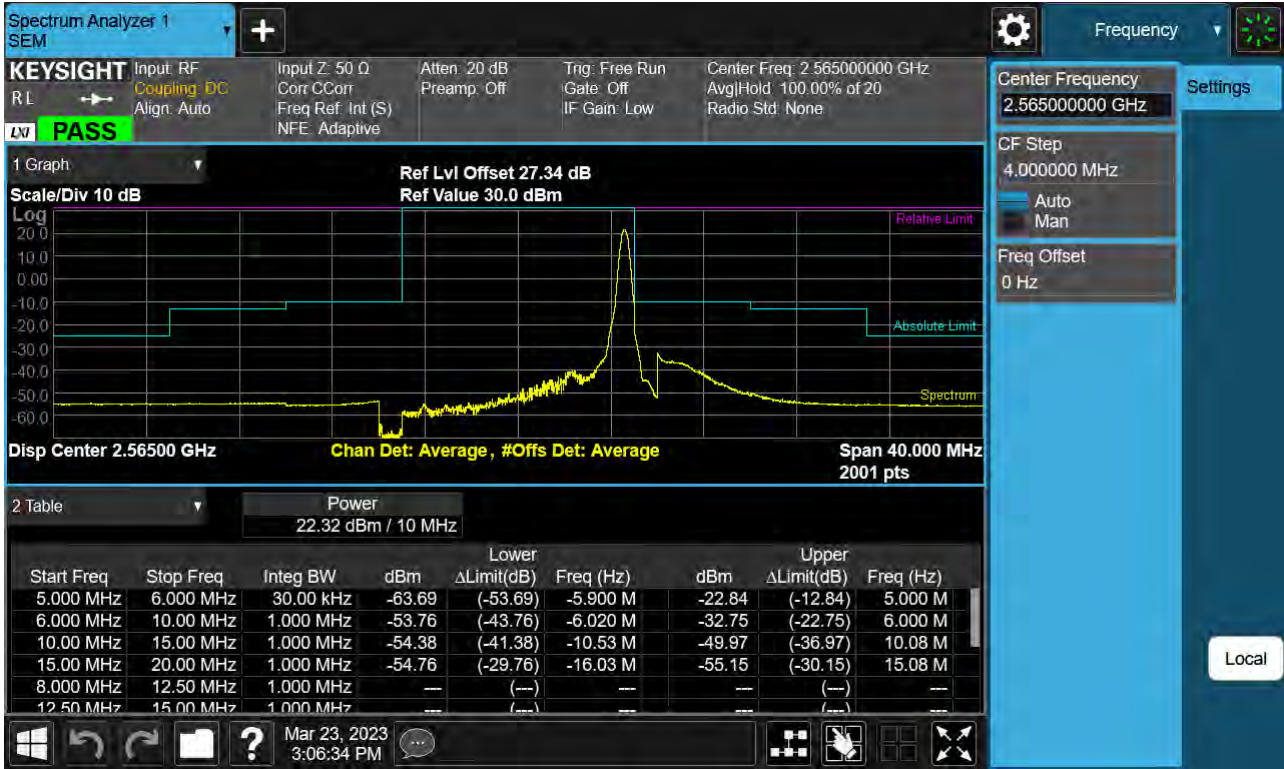 Spectrum Analyzer 1
SEM
Frequency
KEYSIGHT
Input: RF
Coupling: DC
Align: Auto
Input Z: 50 Ω
Corr CCorr
Freq Ref: Int (S)
NFE: Adaptive
Atten: 20 dB
Preamp: Off
Trig: Free Run
Gate: Off
IF Gain: Low
Center Freq: 2.565000000 GHz
Avg|Hold: 100.00% of 20
Radio Std: None
R L
LXI PASS
Center Frequency
2.565000000 GHz
Settings
CF Step
4.000000 MHz
Auto
Man
Freq Offset
0 Hz
Local
1 Graph
Scale/Div 10 dB
Ref Lvl Offset 27.34 dB
Ref Value 30.0 dBm
Log
20.0
10.0
0.00
-10.0
-20.0
-30.0
-40.0
-50.0
-60.0
Relative Limit
Absolute Limit
Spectrum
Disp Center 2.56500 GHz
Chan Det: Average, #Offs Det: Average
Span 40.000 MHz
2001 pts
2 Table
Power
22.32 dBm / 10 MHz
Lower Upper
Start Freq Stop Freq Integ BW dBm ΔLimit(dB) Freq (Hz) dBm ΔLimit(dB) Freq (Hz)
5.000 MHz 6.000 MHz 30.00 kHz -63.69 (-53.69) -5.900 M -22.84 (-12.84) 5.000 M
6.000 MHz 10.00 MHz 1.000 MHz -53.76 (-43.76) -6.020 M -32.75 (-22.75) 6.000 M
10.00 MHz 15.00 MHz 1.000 MHz -54.38 (-41.38) -10.53 M -49.97 (-36.97) 10.08 M
15.00 MHz 20.00 MHz 1.000 MHz -54.76 (-29.76) -16.03 M -55.15 (-30.15) 15.08 M
8.000 MHz 12.50 MHz 1.000 MHz --- (---) --- --- (---) ---
12.50 MHz 15.00 MHz 1.000 MHz --- (---) --- --- (---) ---
Mar 23, 2023
3:06:34 PM